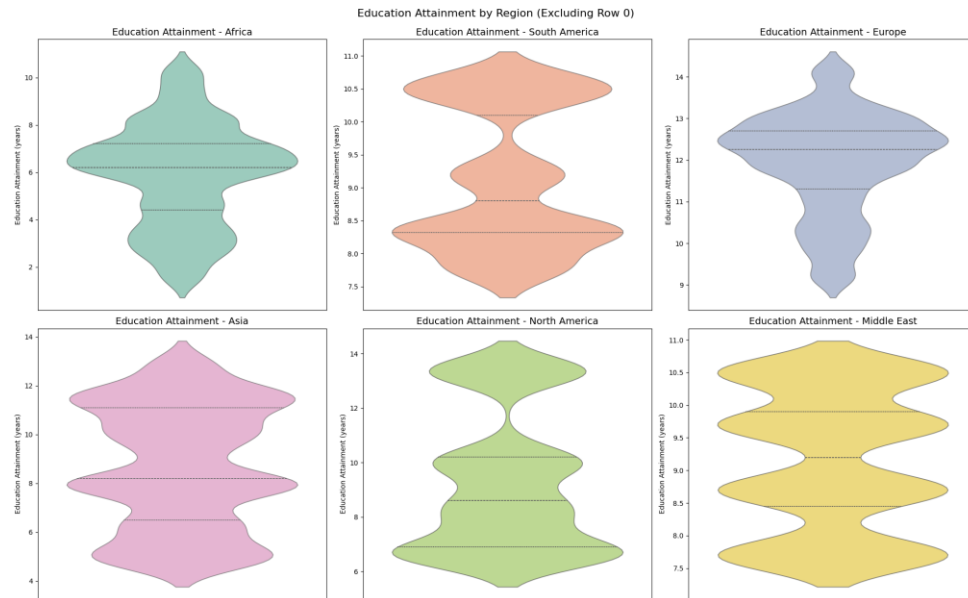 Education Attainment by Region (Excluding Row 0)
Education Attainment - Africa
Education Attainment - South America
Education Attainment - Europe
Education Attainment (years)
10
8
6
4
2
Education Attainment (years)
11.0
10.5
10.0
9.5
9.0
8.5
8.0
7.5
Education Attainment (years)
14
13
12
11
10
9
Education Attainment - Asia
Education Attainment - North America
Education Attainment - Middle East
Education Attainment (years)
14
12
10
8
6
4
Education Attainment (years)
14
12
10
8
6
Education Attainment (years)
11.0
10.5
10.0
9.5
9.0
8.5
8.0
7.5